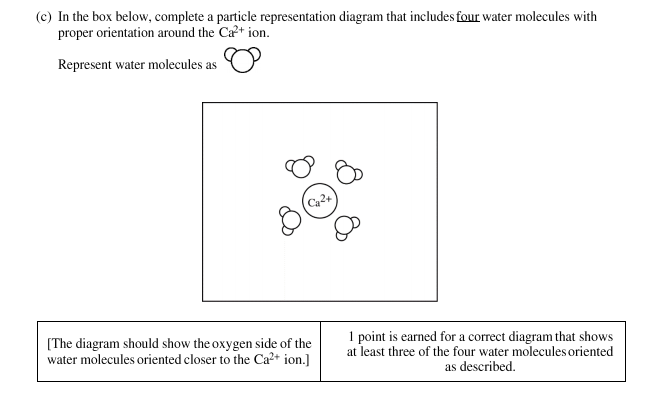 (c) In the box below, complete a particle representation diagram that includes four water molecules with
proper orientation around the Ca²⁺ ion.
Represent water molecules as
Ca²⁺
[The diagram should show the oxygen side of the
water molecules oriented closer to the Ca²⁺ ion.]
1 point is earned for a correct diagram that shows
at least three of the four water molecules oriented
as described.